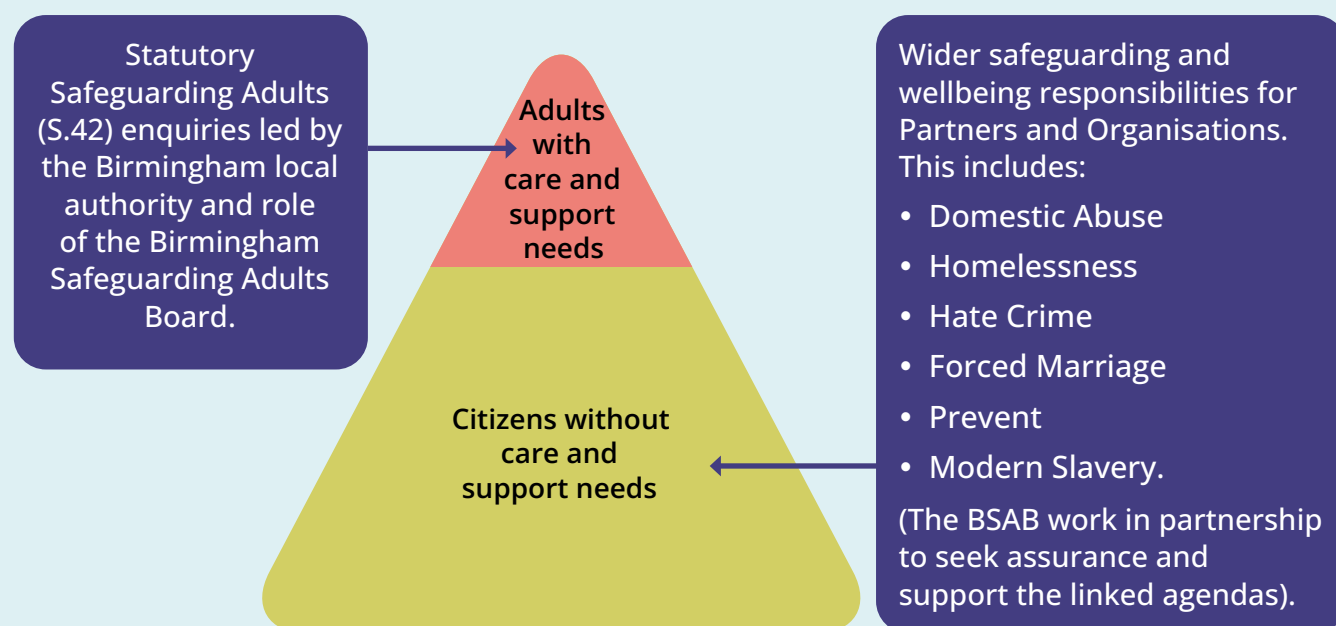 Statutory
Safeguarding Adults
(S.42) enquiries led by
the Birmingham local
authority and role
of the Birmingham
Safeguarding Adults
Board.
Adults
with
care and
support
needs
Citizens without
care and
support needs
Wider safeguarding and
wellbeing responsibilities for
Partners and Organisations.
This includes:
• Domestic Abuse
• Homelessness
• Hate Crime
• Forced Marriage
• Prevent
• Modern Slavery.
(The BSAB work in partnership
to seek assurance and
support the linked agendas).